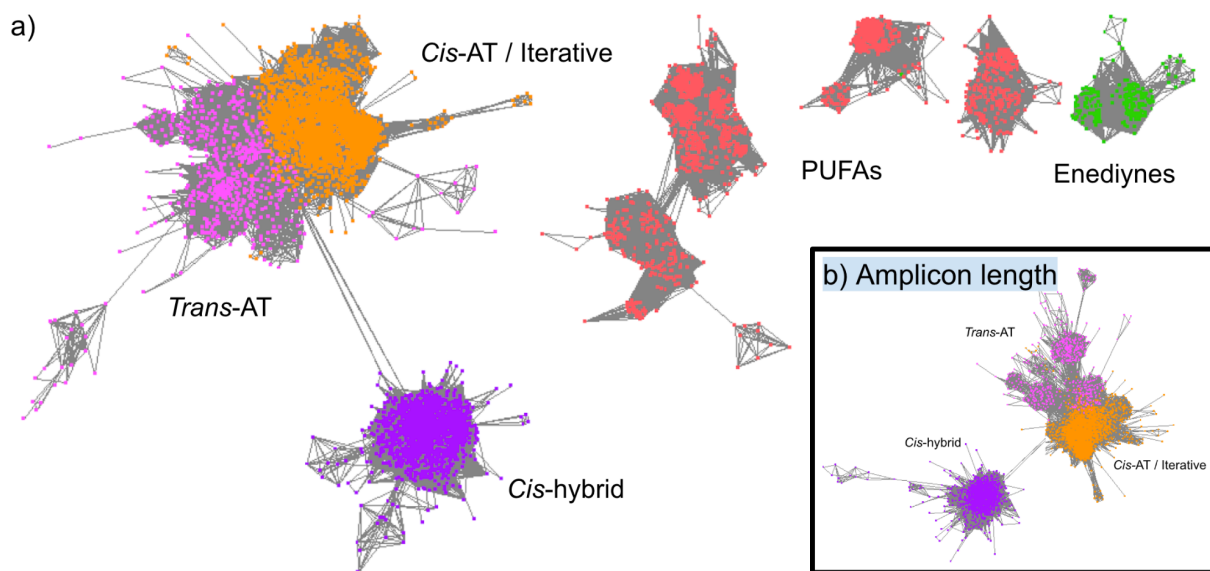 a)
Cis-AT / Iterative
Trans-AT
Cis-hybrid
PUFAs
Enediynes
b) Amplicon length
Trans-AT
Cis-hybrid
Cis-AT / Iterative